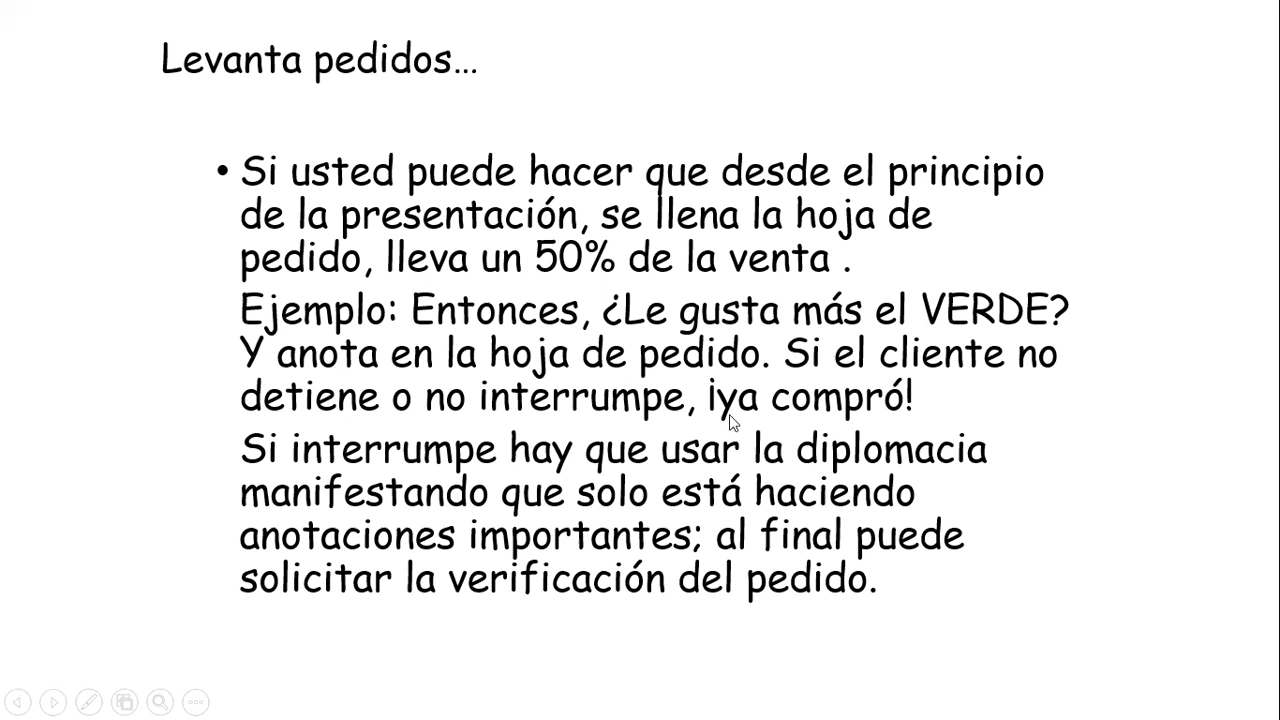 Levanta pedidos...
• Si usted puede hacer que desde el principio
de la presentación, se llena la hoja de
pedido, lleva un 50% de la venta .
Ejemplo: Entonces, ¿Le gusta más el VERDE?
Y anota en la hoja de pedido. Si el cliente no
detiene o no interrumpe, ¡ya compró!
Si interrumpe hay que usar la diplomacia
manifestando que solo está haciendo
anotaciones importantes; al final puede
solicitar la verificación del pedido.